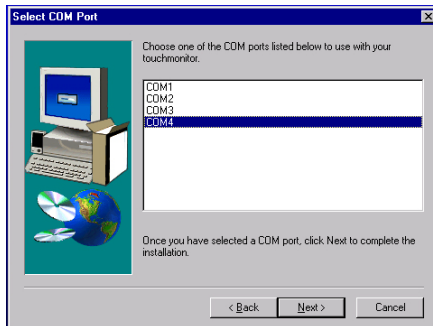 Select COM Port
Choose one of the COM ports listed below to use with your
touchmonitor.
COM1
COM2
COM3
COM4
Once you have selected a COM port, click Next to complete the
installation.
< Back
Next >
Cancel